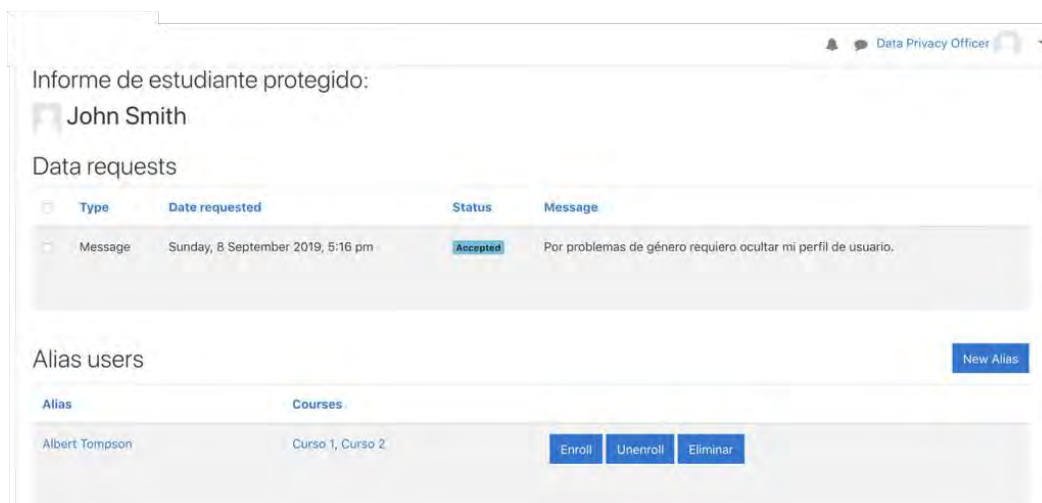 Data Privacy Officer
Informe de estudiante protegido:
John Smith
Data requests
Type Date requested Status Message
Message Sunday, 8 September 2019, 5:16 pm Accepted Por problemas de género requiero ocultar mi perfil de usuario.
Alias users
New Alias
Alias Courses
Albert Tompson Curso 1, Curso 2 Enroll Unenroll Eliminar